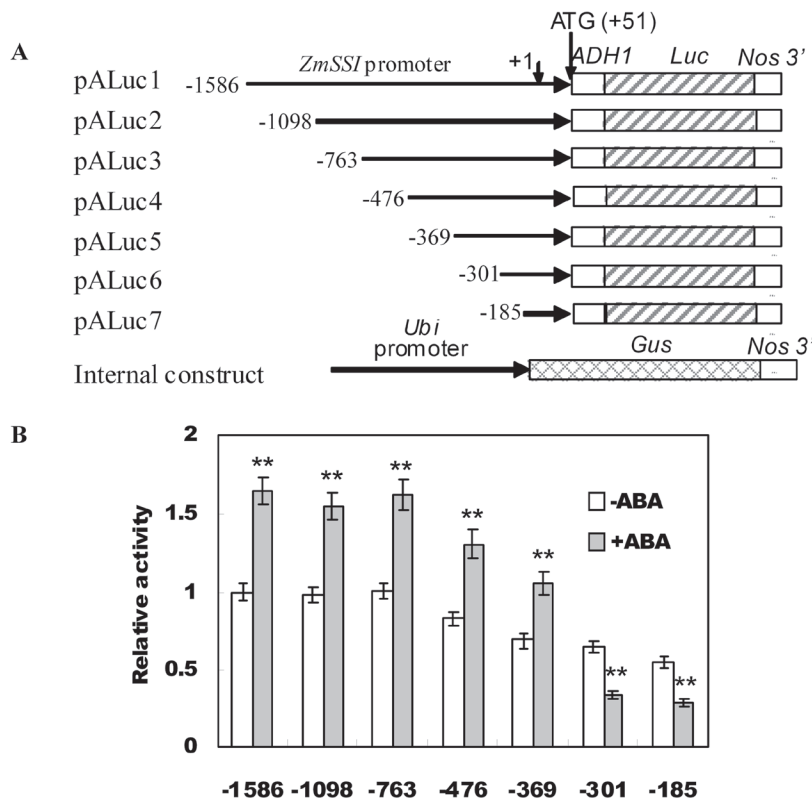 A
ATG (+51)
ZmSSI promoter
+1
ADH1 Luc Nos 3'
pALuc1 -1586
pALuc2 -1098
pALuc3 -763
pALuc4 -476
pALuc5 -369
pALuc6 -301
pALuc7 -185
Ubi
promoter
Gus Nos 3'
Internal construct
B
Relative activity
2
1.5
1
0.5
0
** ** ** ** ** ** **
-ABA
+ABA
-1586 -1098 -763 -476 -369 -301 -185